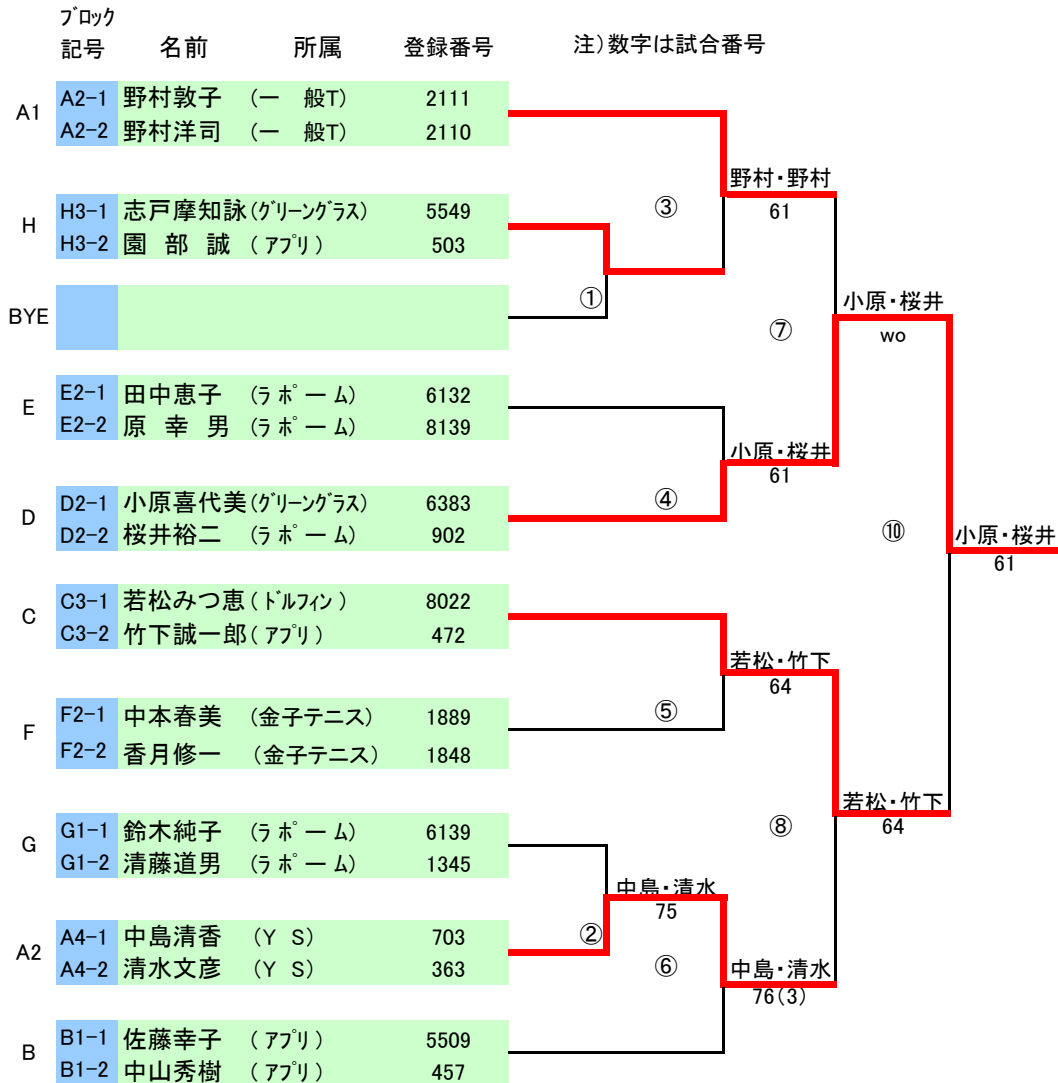 ブロック
記号 名前 所属 登録番号 注)数字は試合番号
A1
A2-1 野村敦子 (一 般T) 2111
A2-2 野村洋司 (一 般T) 2110
野村・野村
61
③
H
H3-1 志戸摩知詠(グリーングラス) 5549
H3-2 園 部 誠 (アプリ) 503
BYE
①
小原・桜井
wo
⑦
E
E2-1 田中恵子 (ラポーム) 6132
E2-2 原 幸 男 (ラポーム) 8139
小原・桜井
61
④
D
D2-1 小原喜代美(グリーングラス) 6383
D2-2 桜井裕二 (ラポーム) 902
⑩
小原・桜井
61
C
C3-1 若松みつ恵(ドルフィン) 8022
C3-2 竹下誠一郎(アプリ) 472
若松・竹下
64
⑤
F
F2-1 中本春美 (金子テニス) 1889
F2-2 香月修一 (金子テニス) 1848
若松・竹下
64
⑧
G
G1-1 鈴木純子 (ラポーム) 6139
G1-2 清藤道男 (ラポーム) 1345
中島・清水
75
②
A2
A4-1 中島清香 (Y S) 703
A4-2 清水文彦 (Y S) 363
⑥
中島・清水
76(3)
B
B1-1 佐藤幸子 (アプリ) 5509
B1-2 中山秀樹 (アプリ) 457